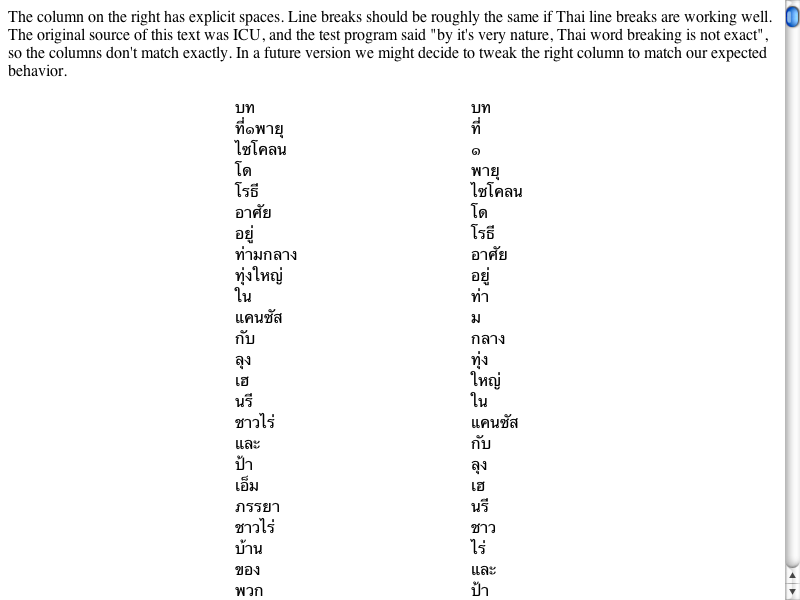 The column on the right has explicit spaces. Line breaks should be roughly the same if Thai line breaks are working well.
The original source of this text was ICU, and the test program said "by it's very nature, Thai word breaking is not exact",
so the columns don't match exactly. In a future version we might decide to tweak the right column to match our expected
behavior.
บท
ที่๑พายุ
ไซโคลน
โด
โรธี
อาศัย
อยู่
ท่ามกลาง
ทุ่งใหญ่
ใน
แคนซัส
กับ
ลุง
เฮ
นรี
ชาวไร่
และ
ป้า
เอ็ม
ภรรยา
ชาวไร่
บ้าน
ของ
พวก
บท
ที่
๑
พายุ
ไซโคลน
โด
โรธี
อาศัย
อยู่
ท่า
ม
กลาง
ทุ่ง
ใหญ่
ใน
แคนซัส
กับ
ลุง
เฮ
นรี
ชาว
ไร่
และ
ป้า